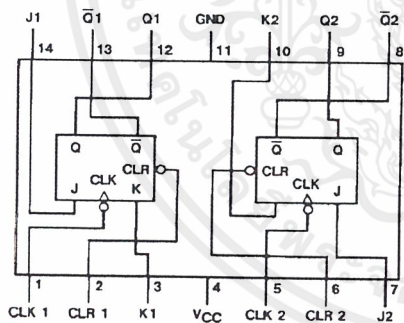 J1 Q̅1 Q1 GND K2 Q2 Q̅2
14 13 12 11 10 9 8
Q Q̅ Q̅ Q
CLR CLR
CLK CLK
J K J
1 2 3 4 5 6 7
CLK 1 CLR 1 K1 VCC CLK 2 CLR 2 J2